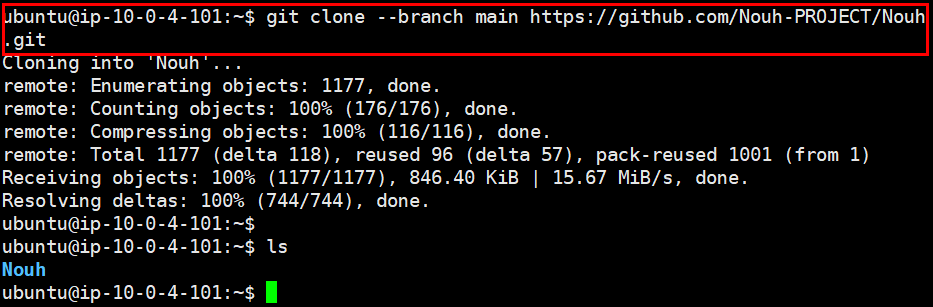 ubuntu@ip-10-0-4-101:~$ git clone --branch main https://github.com/Nouh-PROJECT/Nouh
.git
Cloning into 'Nouh'...
remote: Enumerating objects: 1177, done.
remote: Counting objects: 100% (176/176), done.
remote: Compressing objects: 100% (116/116), done.
remote: Total 1177 (delta 118), reused 96 (delta 57), pack-reused 1001 (from 1)
Receiving objects: 100% (1177/1177), 846.40 KiB | 15.67 MiB/s, done.
Resolving deltas: 100% (744/744), done.
ubuntu@ip-10-0-4-101:~$
ubuntu@ip-10-0-4-101:~$ ls
Nouh
ubuntu@ip-10-0-4-101:~$